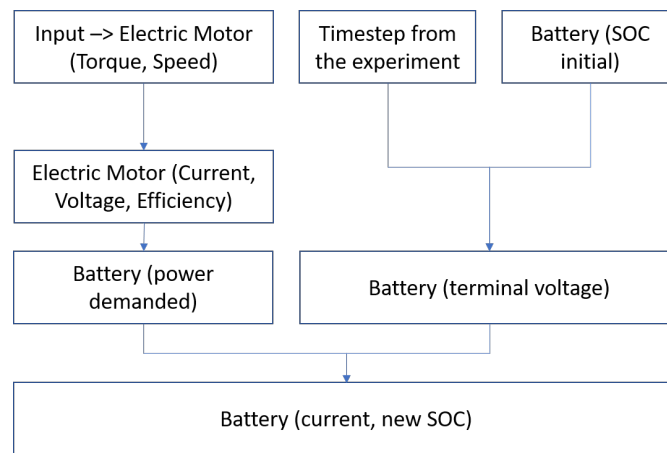 Input –> Electric Motor
(Torque, Speed)
Timestep from
the experiment
Battery (SOC
initial)
Electric Motor (Current,
Voltage, Efficiency)
Battery (power
demanded)
Battery (terminal voltage)
Battery (current, new SOC)